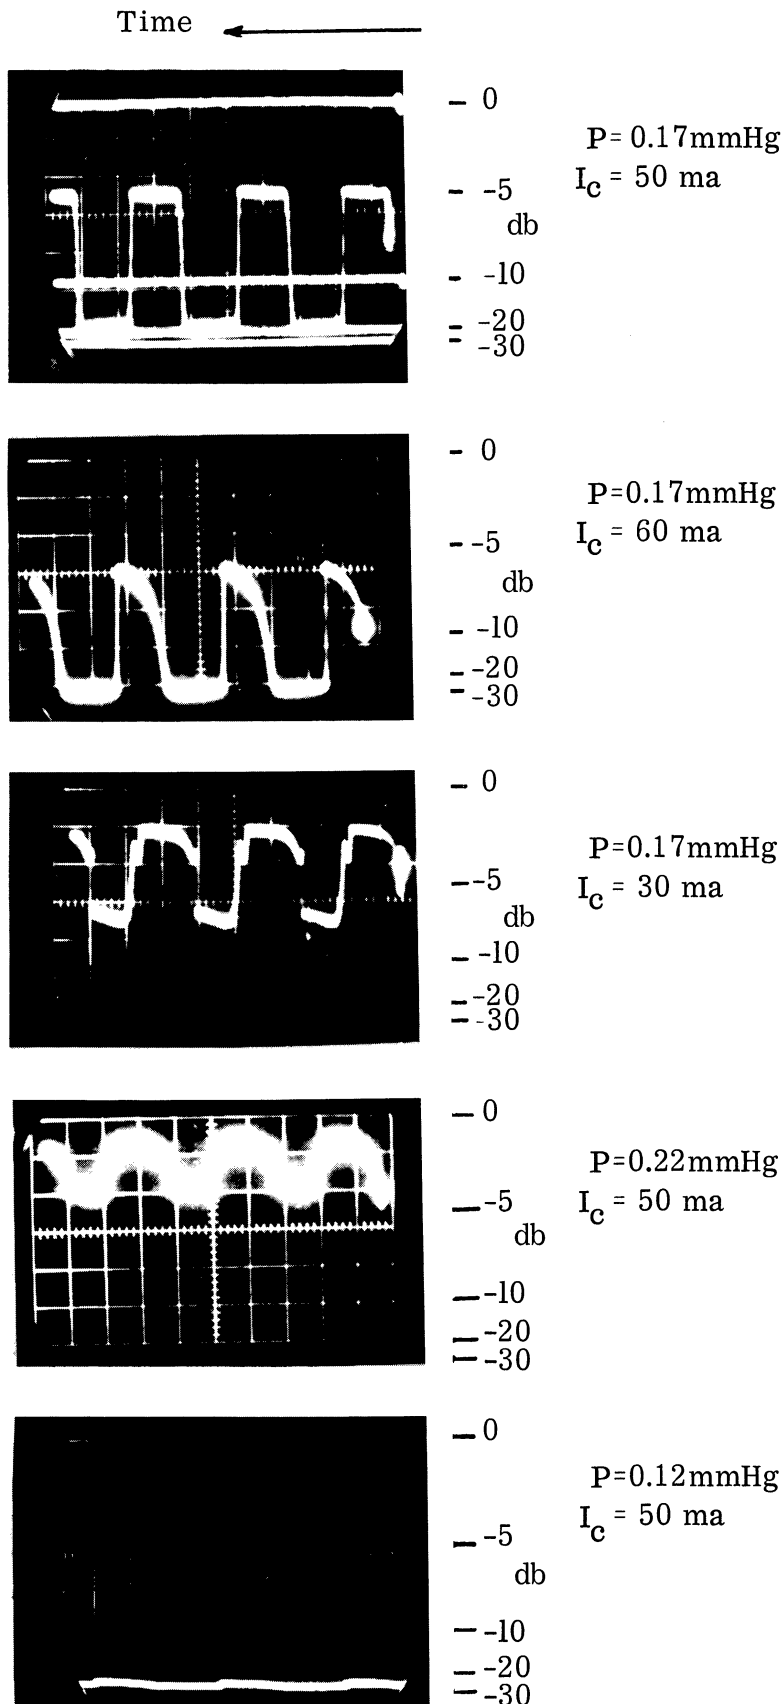 Time
0
P= 0.17mmHg
-5
I_c = 50 ma
db
-10
-20
-30
0
P=0.17mmHg
-5
I_c = 60 ma
db
-10
-20
-30
0
P=0.17mmHg
-5
I_c = 30 ma
db
-10
-20
-30
0
P=0.22mmHg
-5
I_c = 50 ma
db
-10
-20
-30
0
P=0.12mmHg
-5
I_c = 50 ma
db
-10
-20
-30